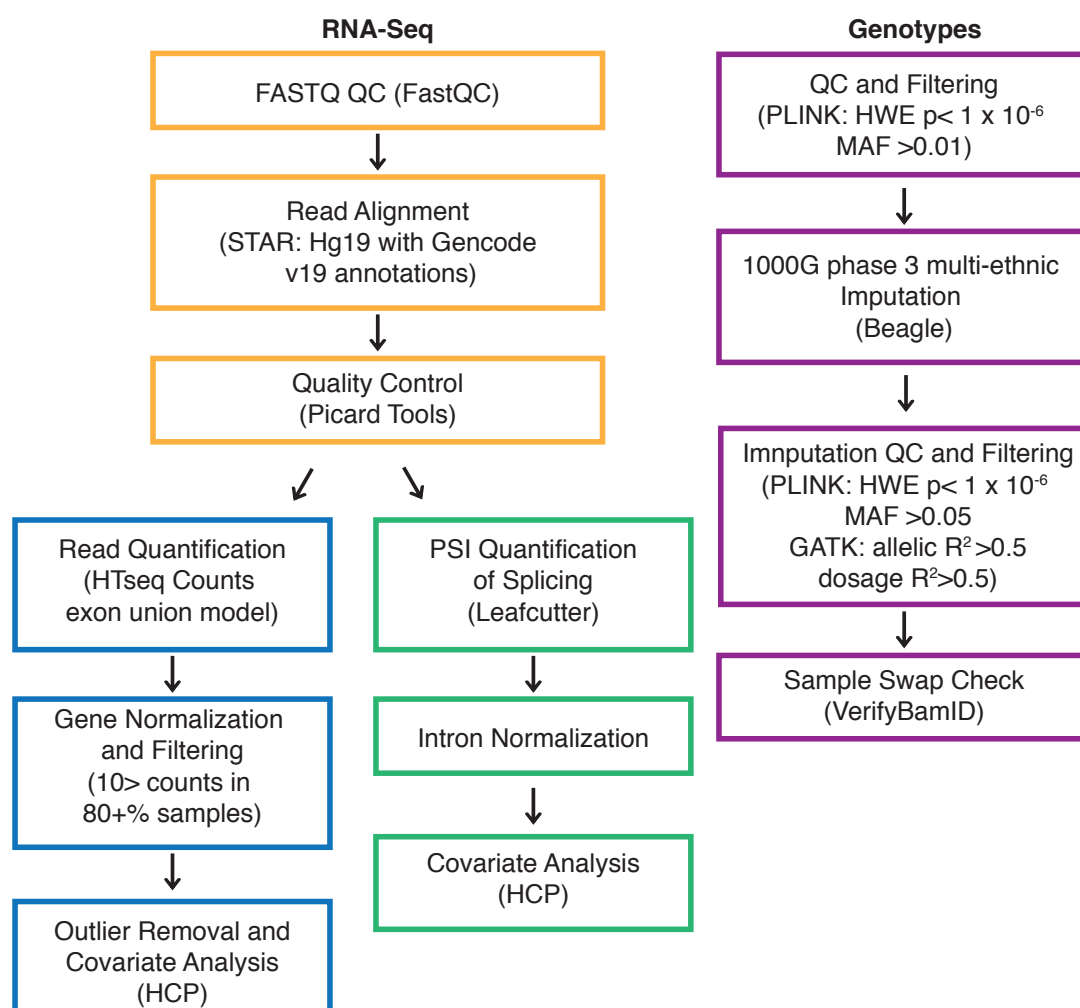 RNA-Seq
FASTQ QC (FastQC)
Read Alignment
(STAR: Hg19 with Gencode
v19 annotations)
Quality Control
(Picard Tools)
Read Quantification
(HTseq Counts
exon union model)
Gene Normalization
and Filtering
(10> counts in
80+% samples)
Outlier Removal and
Covariate Analysis
(HCP)
PSI Quantification
of Splicing
(Leafcutter)
Intron Normalization
Covariate Analysis
(HCP)
Genotypes
QC and Filtering
(PLINK: HWE p< 1 x 10⁻⁶
MAF >0.01)
1000G phase 3 multi-ethnic
Imputation
(Beagle)
Imnputation QC and Filtering
(PLINK: HWE p< 1 x 10⁻⁶
MAF >0.05
GATK: allelic R² >0.5
dosage R²>0.5)
Sample Swap Check
(VerifyBamID)